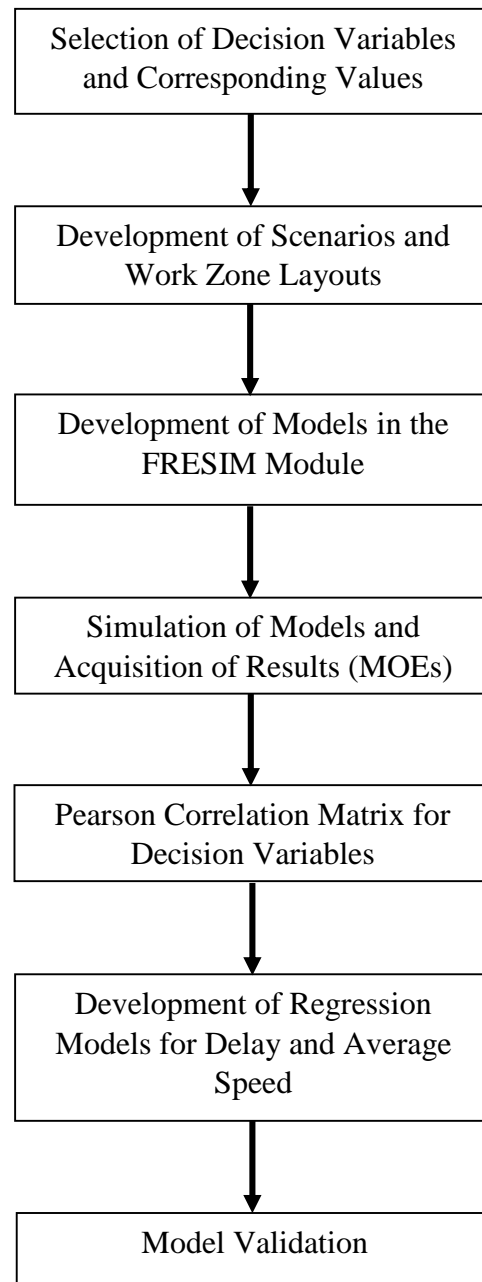 Selection of Decision Variables
and Corresponding Values
Development of Scenarios and
Work Zone Layouts
Development of Models in the
FRESIM Module
Simulation of Models and
Acquisition of Results (MOEs)
Pearson Correlation Matrix for
Decision Variables
Development of Regression
Models for Delay and Average
Speed
Model Validation